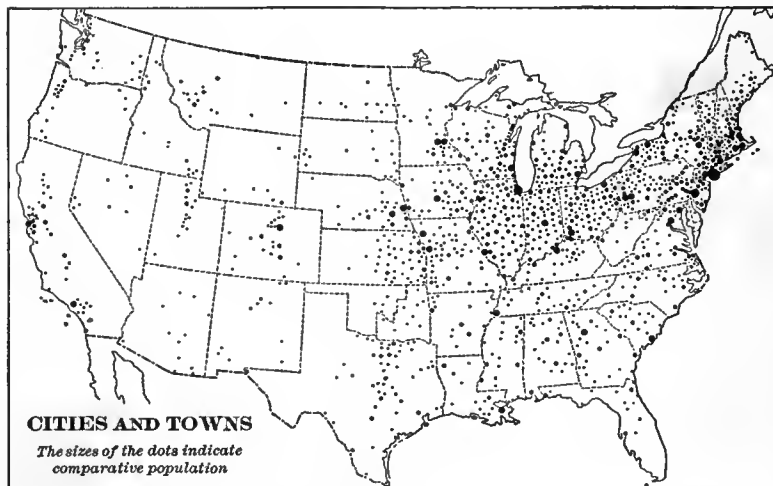 CITIES AND TOWNS
The sizes of the dots indicate
comparative population